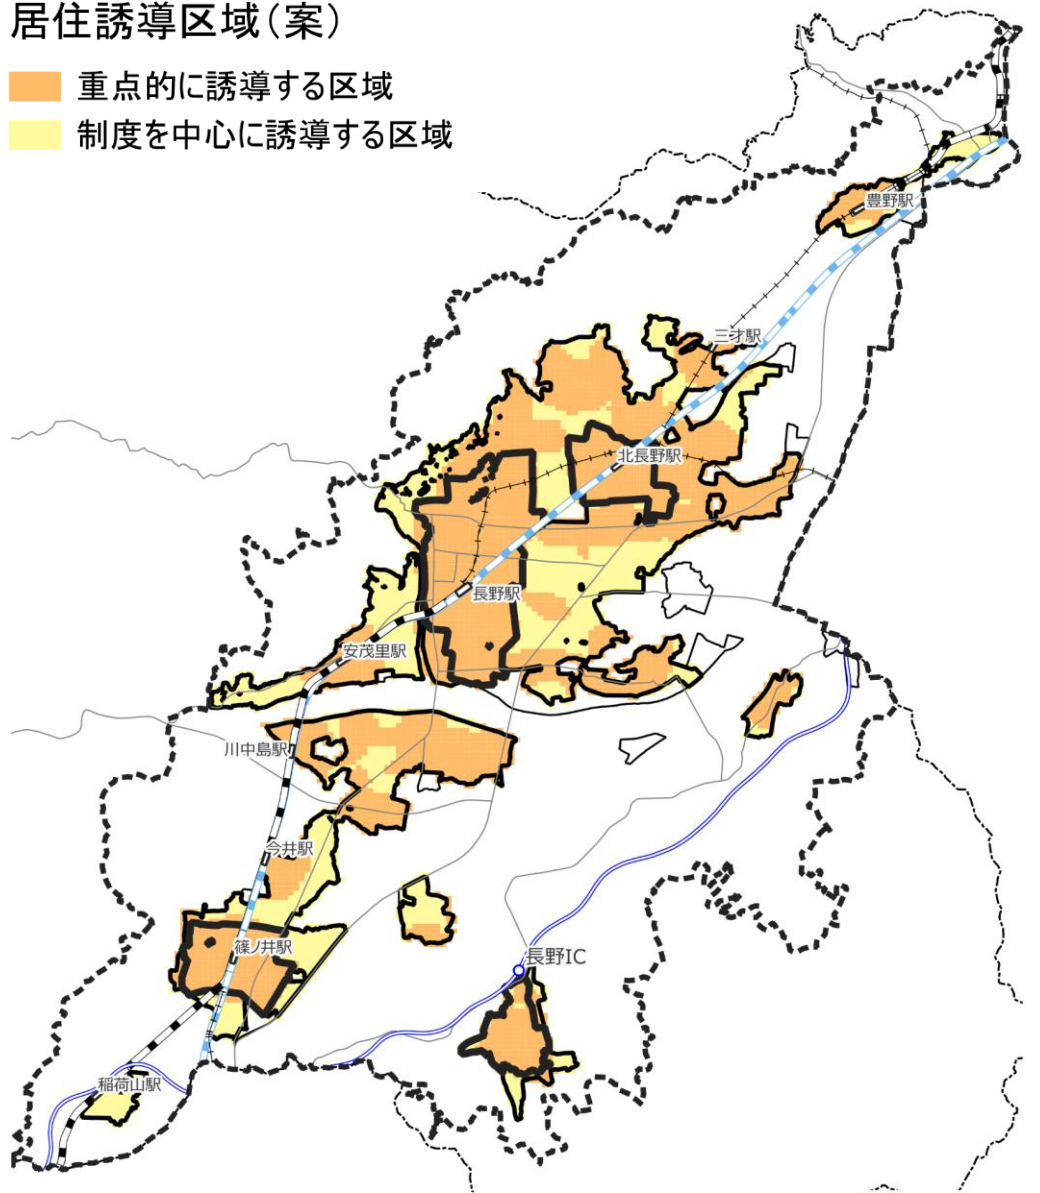 居住誘導区域(案)
重点的に誘導する区域
制度を中心に誘導する区域
豊野駅
三才駅
北長野駅
長野駅
安茂里駅
川中島駅
今井駅
篠ノ井駅
長野IC
稲荷山駅